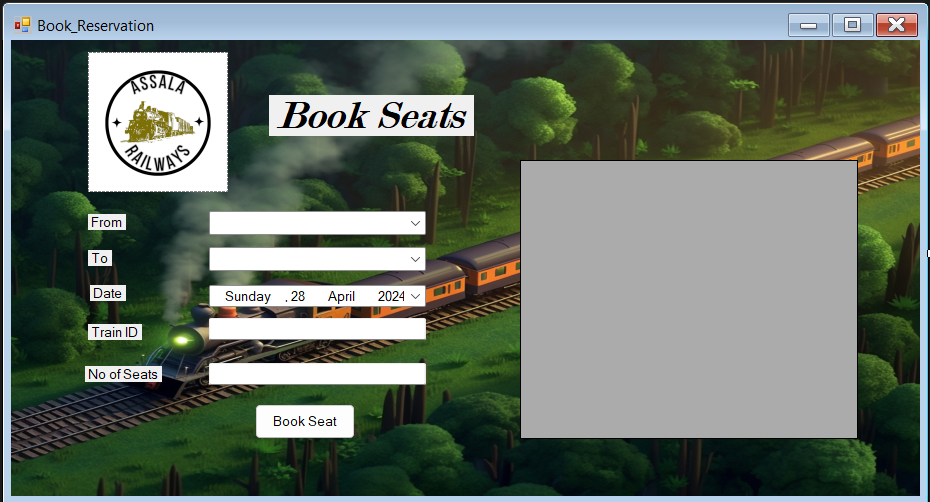 Book_Reservation
ASSALA
RAILWAYS
Book Seats
From
To
Date
Sunday , 28 April 2024
Train ID
No of Seats
Book Seat